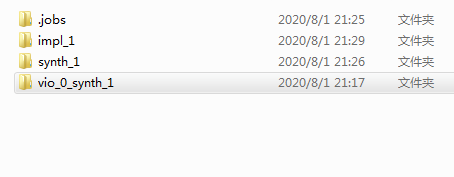 .jobs 2020/8/1 21:25 文件夹
impl_1 2020/8/1 21:29 文件夹
synth_1 2020/8/1 21:26 文件夹
vio_0_synth_1 2020/8/1 21:17 文件夹